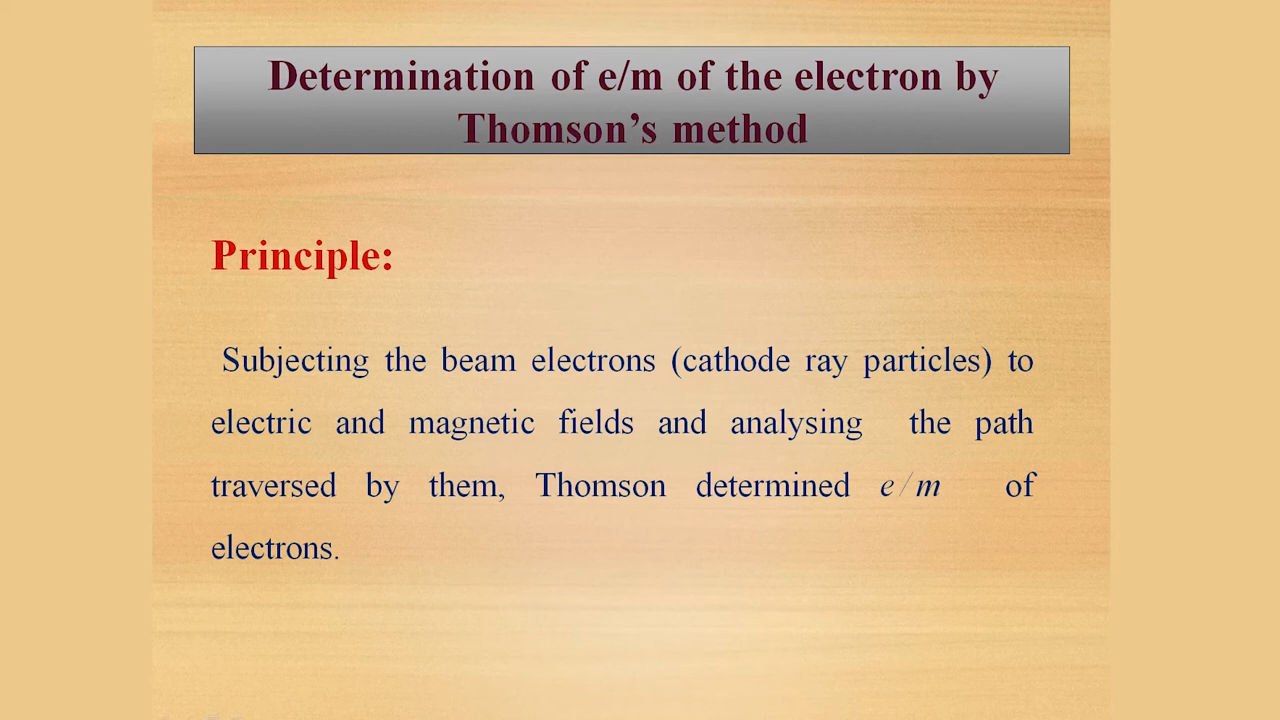 Determination of e/m of the electron by
Thomson’s method
Principle:
Subjecting the beam electrons (cathode ray particles) to
electric and magnetic fields and analysing the path
traversed by them, Thomson determined e/m of
electrons.